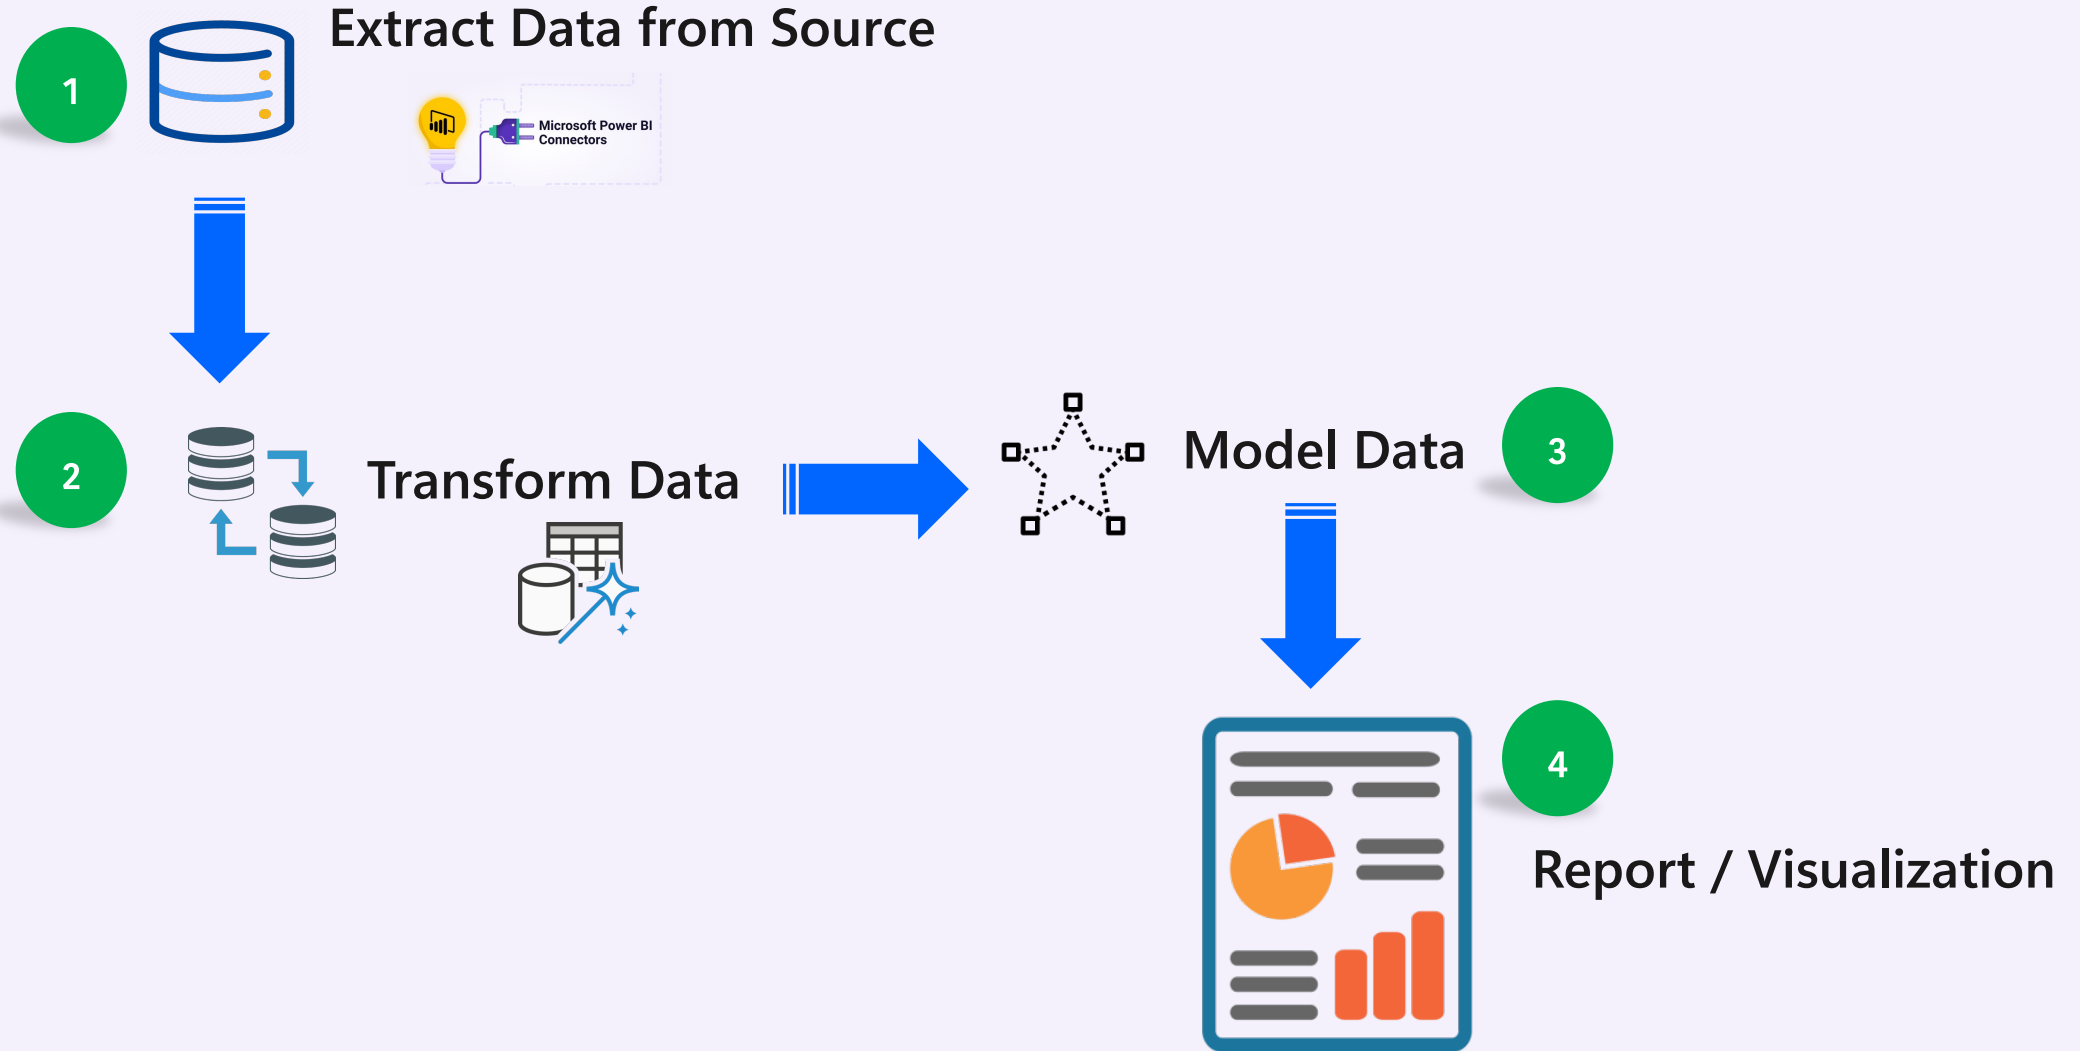 Extract Data from Source
1
Microsoft Power BI
Connectors
2
Transform Data
Model Data
3
4
Report / Visualization